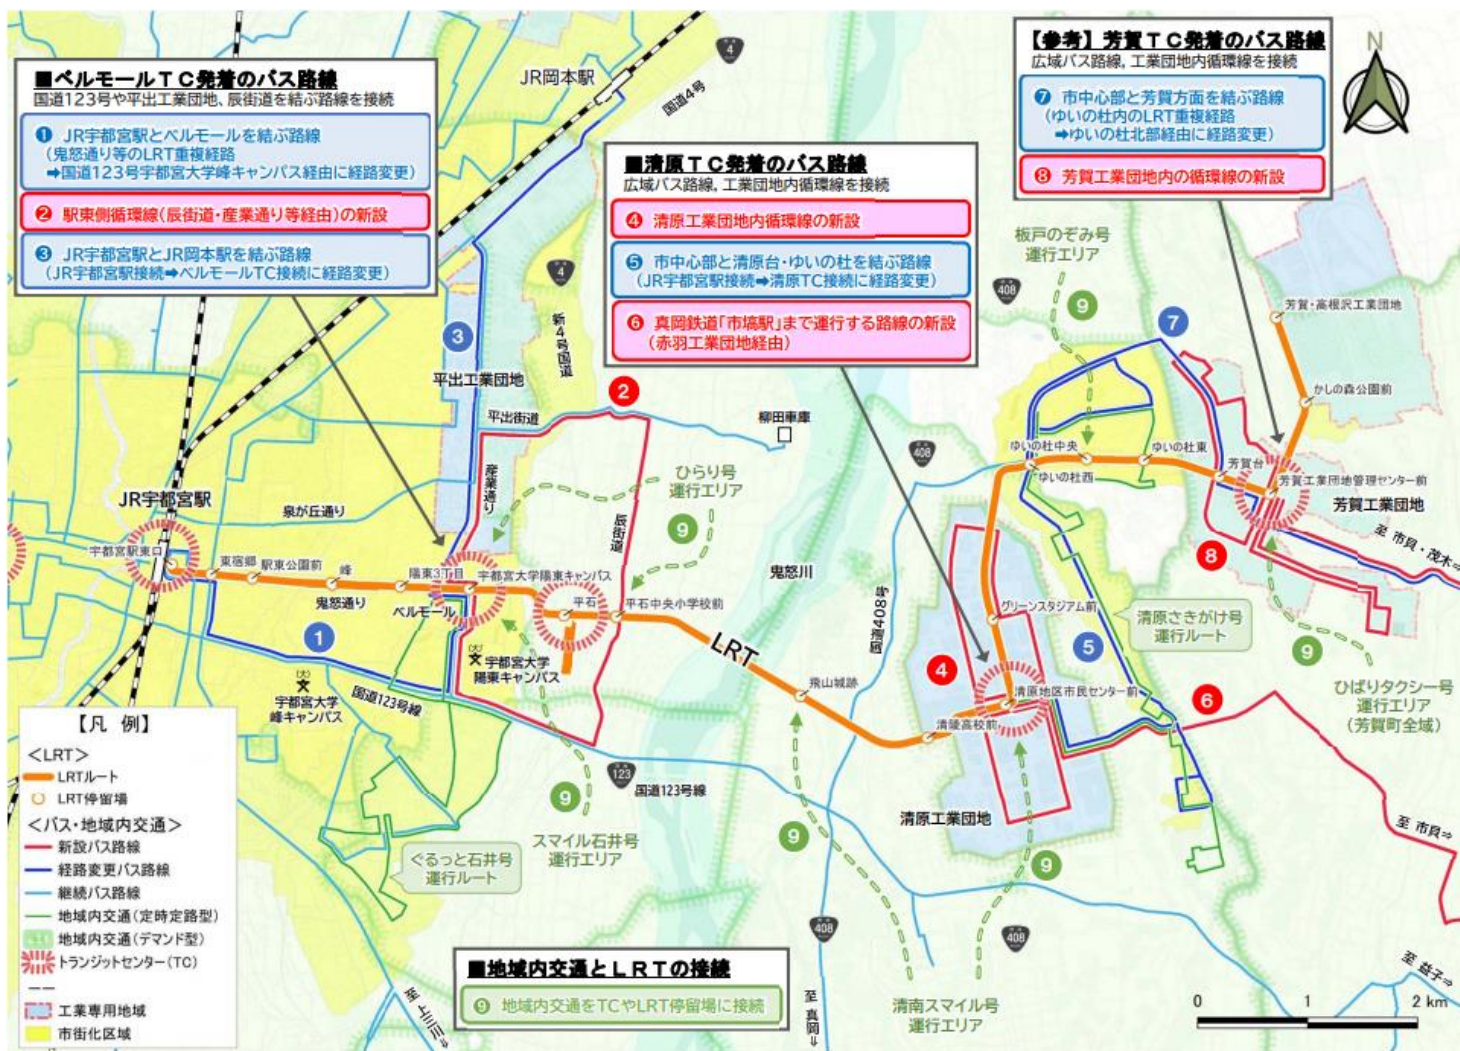 ■ベルモールTC発着のバス路線
国道123号や平出工業団地、辰街道を結ぶ路線を接続
❶ JR宇都宮駅とベルモールを結ぶ路線
(鬼怒通り等のLRT重複経路
➡国道123号宇都宮大学峰キャンパス経由に経路変更)
❷ 駅東側循環線(辰街道・産業通り等経由)の新設
❸ JR宇都宮駅とJR岡本駅を結ぶ路線
(JR宇都宮駅接続➡ベルモールTC接続に経路変更)
■清原TC発着のバス路線
広域バス路線, 工業団地内循環線を接続
❹ 清原工業団地内循環線の新設
❺ 市中心部と清原台・ゆいの杜を結ぶ路線
(JR宇都宮駅接続➡清原TC接続に経路変更)
❻ 真岡鉄道「市塙駅」まで運行する路線の新設
(赤羽工業団地経由)
【参考】芳賀TC発着のバス路線
広域バス路線, 工業団地内循環線を接続
❼ 市中心部と芳賀方面を結ぶ路線
(ゆいの杜内のLRT重複経路
➡ゆいの杜北部経由に経路変更)
❽ 芳賀工業団地内の循環線の新設
N
4
JR岡本駅
国道4号
4
新4号国道
3
平出工業団地
平出街道
2
柳田車庫
産業通り
ひらり号
運行エリア
9
辰街道
JR宇都宮駅
泉が丘通り
宇都宮駅東口
東宿郷
駅東公園前
峰
陽東3丁目
宇都宮大学陽東キャンパス
平石
平石中央小学校前
鬼怒通り
ベルモール
1
(大)
文
宇都宮大学
峰キャンパス
(大)
文
宇都宮大学
陽東キャンパス
国道123号線
123
国道123号線
LRT
鬼怒川
国道408号
408
飛山城跡
清陵高校前
清原地区市民センター前
グリーンスタジアム前
4
5
清原工業団地
板戸のぞみ号
運行エリア
408
9
7
ゆいの杜中央
ゆいの杜西
ゆいの杜東
芳賀台
芳賀工業団地管理センター前
芳賀工業団地
かしの森公園前
芳賀・高根沢工業団地
至 市貝・茂木⇒
8
清原さきがけ号
運行ルート
6
9
ひばりタクシー号
運行エリア
(芳賀町全域)
至 市貝⇒
至 益子⇒
9
スマイル石井号
運行エリア
ぐるっと石井号
運行ルート
9
9
清南スマイル号
運行エリア
408
408
至 真岡⇒
至 上三川⇒
■地域内交通とLRTの接続
❾ 地域内交通をTCやLRT停留場に接続
【凡 例】
<LRT>
LRTルート
LRT停留場
<バス・地域内交通>
新設バス路線
経路変更バス路線
継続バス路線
地域内交通(定時定路型)
地域内交通(デマンド型)
トランジットセンター(TC)
工業専用地域
市街化区域
0 1 2 km